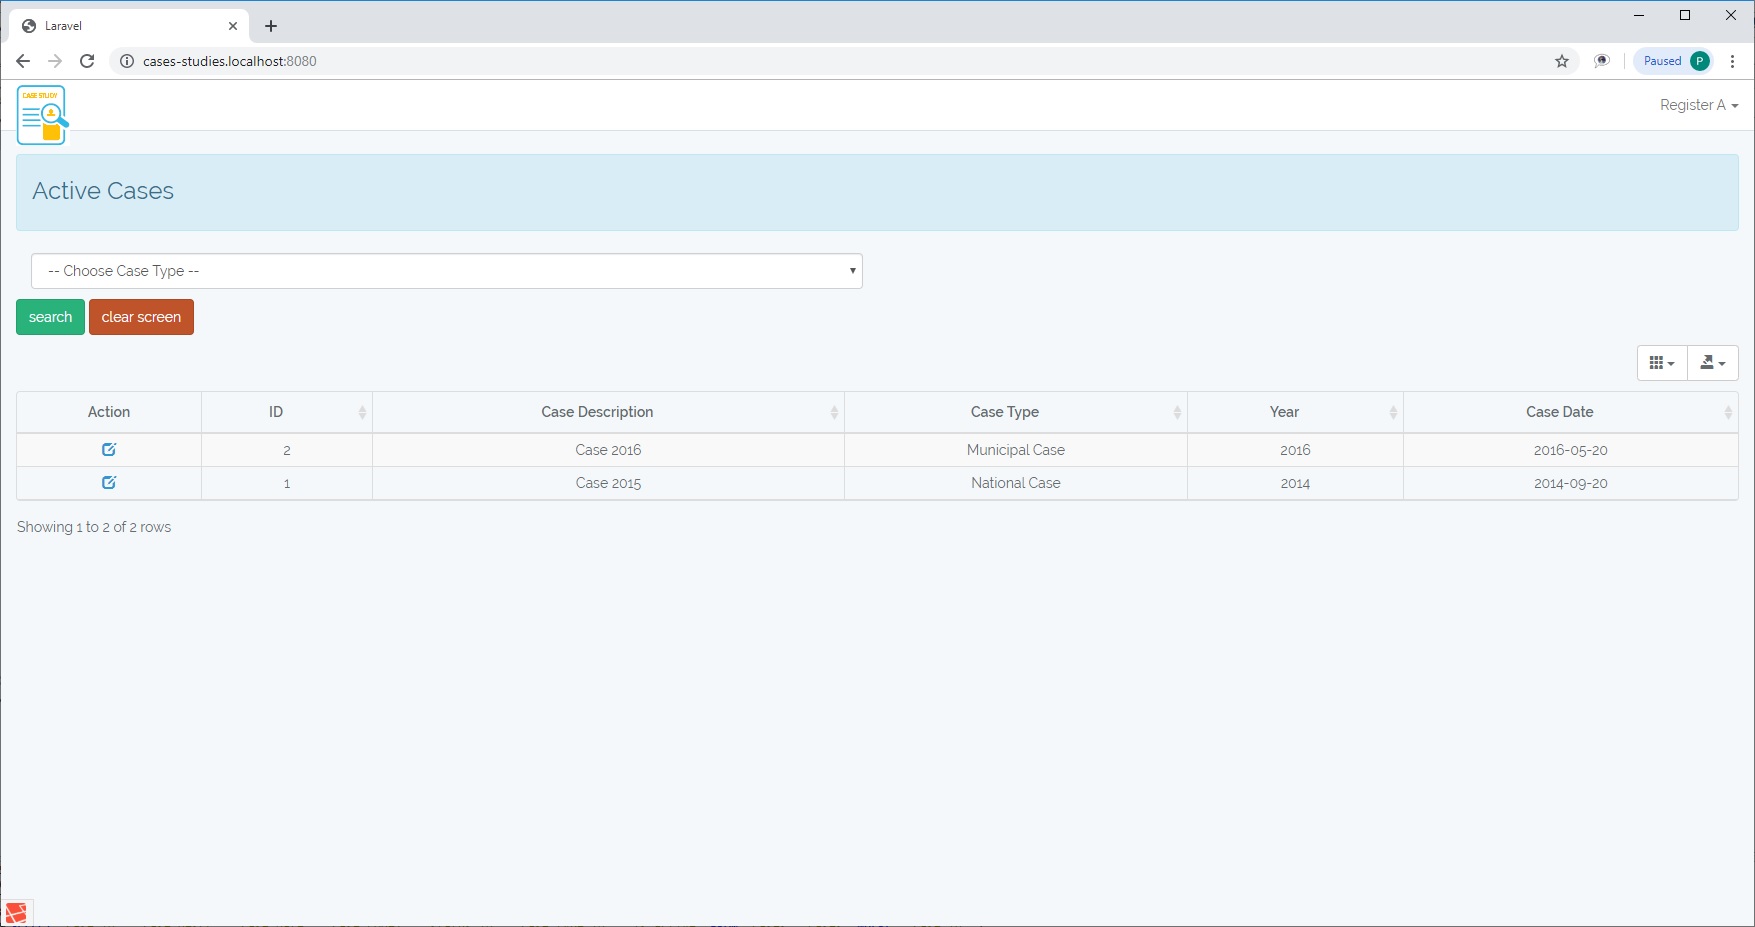 Laravel
cases-studies.localhost:8080
Paused P
CASE STUDY
Register A
Active Cases
-- Choose Case Type --
search clear screen
Action ID Case Description Case Type Year Case Date
2 Case 2016 Municipal Case 2016 2016-05-20
1 Case 2015 National Case 2014 2014-09-20
Showing 1 to 2 of 2 rows